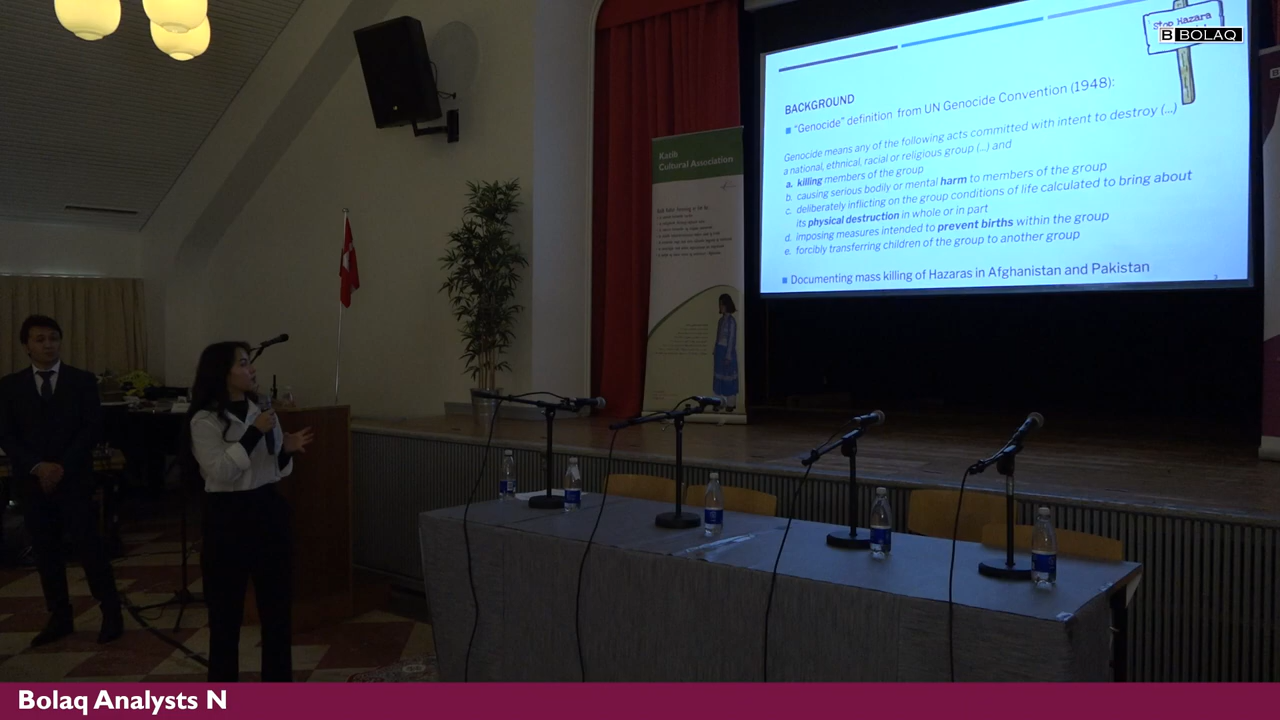 Stop Hazara
B BOLAQ
BACKGROUND
"Genocide" definition from UN Genocide Convention (1948):
Genocide means any of the following acts committed with intent to destroy (...)
a national, ethnical, racial or religious group (...) and
a. killing members of the group
b. causing serious bodily or mental harm to members of the group
c. deliberately inflicting on the group conditions of life calculated to bring about
its physical destruction in whole or in part
d. imposing measures intended to prevent births within the group
e. forcibly transferring children of the group to another group
Documenting mass killing of Hazaras in Afghanistan and Pakistan
Katib
Cultural Association
Bolaq Analysts N